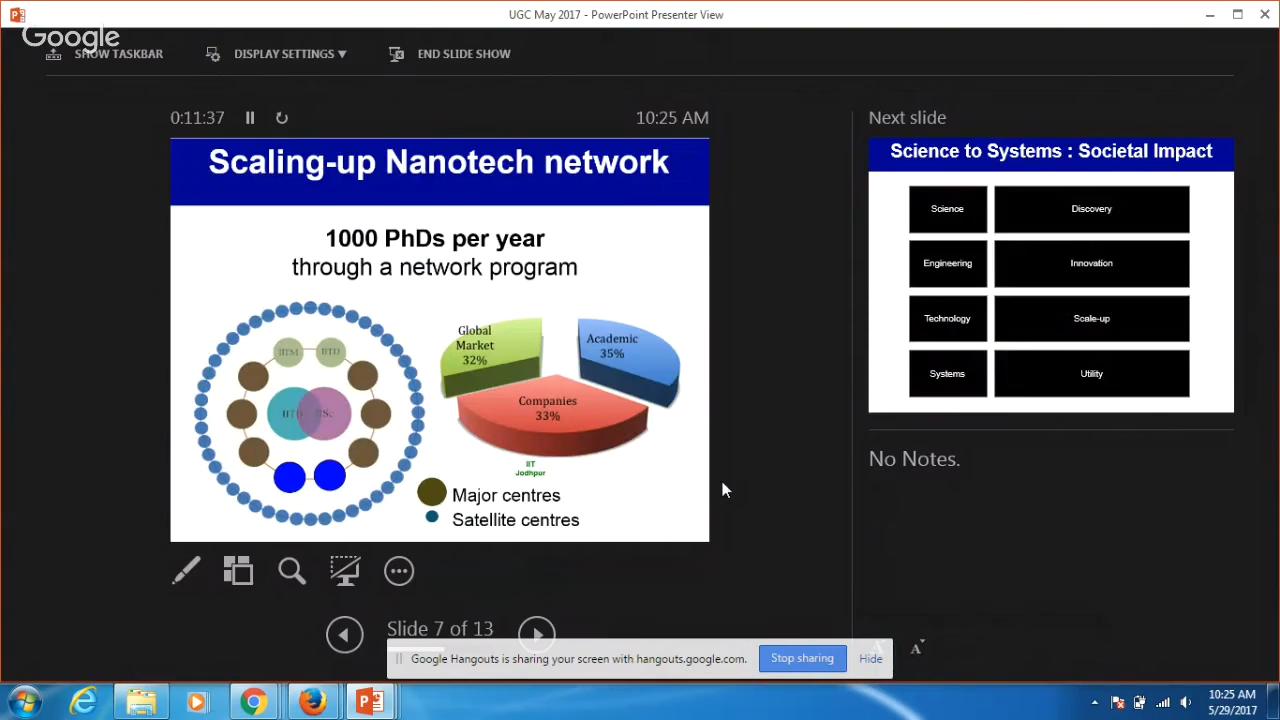 UGC May 2017 - PowerPoint Presenter View
Google
SHOW TASKBAR
DISPLAY SETTINGS ▼
END SLIDE SHOW
0:11:37
10:25 AM
Scaling-up Nanotech network
1000 PhDs per year
through a network program
Global
Market
32%
Academic
35%
Companies
33%
IITM
IIT
Jodhpur
Major centres
Satellite centres
Slide 7 of 13
Next slide
Science to Systems : Societal Impact
Science
Discovery
Engineering
Innovation
Technology
Scale-up
Systems
Utility
No Notes.
A
A
Google Hangouts is sharing your screen with hangouts.google.com.
Stop sharing
Hide
10:25 AM
5/29/2017